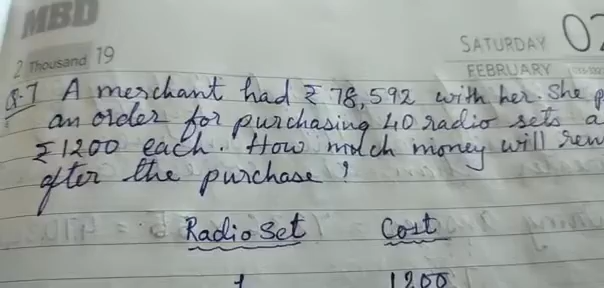 MBD
2 Thousand 19
SATURDAY 02
FEBRUARY
Q.7 A merchant had ₹ 78,592 with her. She p
an order for purchasing 40 radio sets a
₹1200 each. How much money will
after the purchase?
Radio Set Cost
1 1200